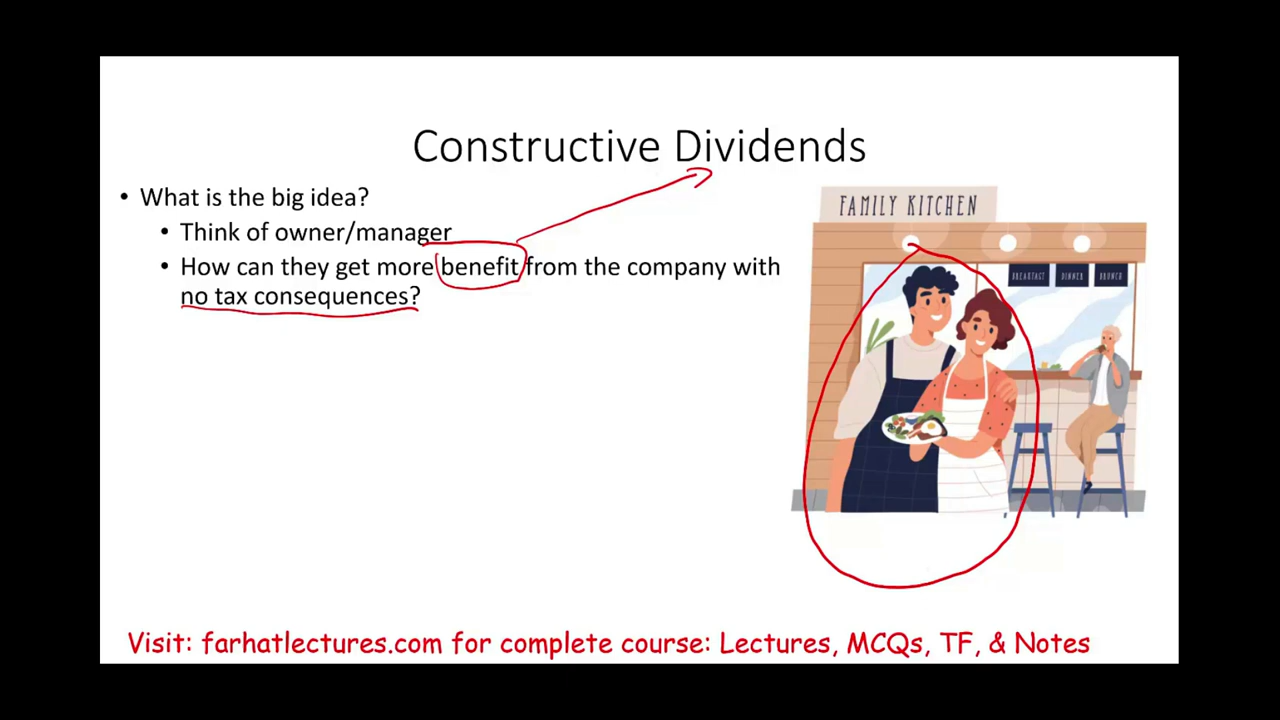 Constructive Dividends
• What is the big idea?
• Think of owner/manager
• How can they get more benefit from the company with
no tax consequences?
FAMILY KITCHEN
BREAKFAST DINNER BRUNCH
Visit: farhatlectures.com for complete course: Lectures, MCQs, TF, & Notes